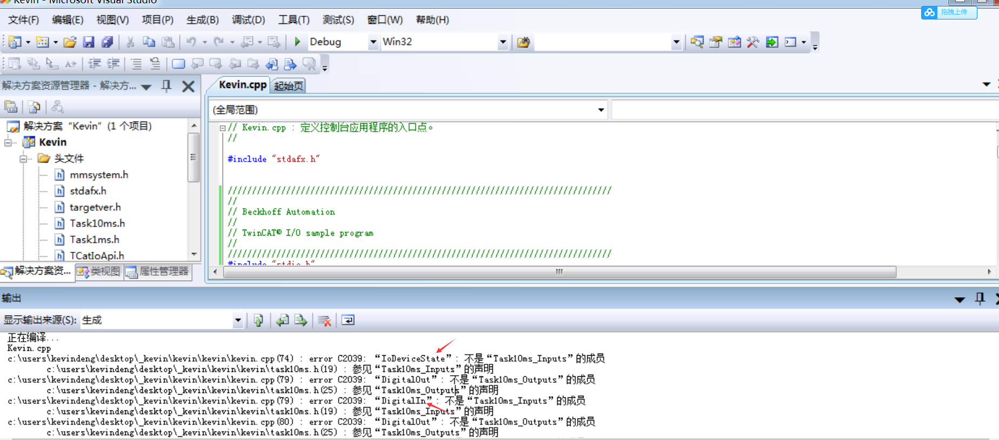 Kevin - Microsoft Visual Studio
拖拽上传
文件(F) 编辑(E) 视图(V) 项目(P) 生成(B) 调试(D) 工具(T) 测试(S) 窗口(W) 帮助(H)
Debug Win32
解决方案资源管理器 - 解决方...
Kevin.cpp 起始页
(全局范围)
解决方案“Kevin”(1 个项目)
Kevin
头文件
mmsystem.h
stdafx.h
targetver.h
Task10ms.h
Task1ms.h
TCatIoApi.h
解决方案资... 类视图 属性管理器
// Kevin.cpp : 定义控制台应用程序的入口点。
//
#include "stdafx.h"
///////////////////////////////////////////////////////////////////////////////
//
// Beckhoff Automation
//
// TwinCAT® I/O sample program
//
///////////////////////////////////////////////////////////////////////////////
#include "stdio.h"
输出
显示输出来源(S): 生成
正在编译...
Kevin.cpp
c:\users\kevindeng\desktop\_kevin\kevin\kevin\kevin.cpp(74) : error C2039: “IoDeviceState”: 不是“Task10ms_Inputs”的成员
c:\users\kevindeng\desktop\_kevin\kevin\kevin\task10ms.h(19) : 参见“Task10ms_Inputs”的声明
c:\users\kevindeng\desktop\_kevin\kevin\kevin\kevin.cpp(79) : error C2039: “DigitalOut”: 不是“Task10ms_Outputs”的成员
c:\users\kevindeng\desktop\_kevin\kevin\kevin\task10ms.h(25) : 参见“Task10ms_Outputs”的声明
c:\users\kevindeng\desktop\_kevin\kevin\kevin\kevin.cpp(79) : error C2039: “DigitalIn”: 不是“Task10ms_Inputs”的成员
c:\users\kevindeng\desktop\_kevin\kevin\kevin\task10ms.h(19) : 参见“Task10ms_Inputs”的声明
c:\users\kevindeng\desktop\_kevin\kevin\kevin\kevin.cpp(80) : error C2039: “DigitalOut”: 不是“Task10ms_Outputs”的成员
c:\users\kevindeng\desktop\_kevin\kevin\kevin\task10ms.h(25) : 参见“Task10ms_Outputs”的声明